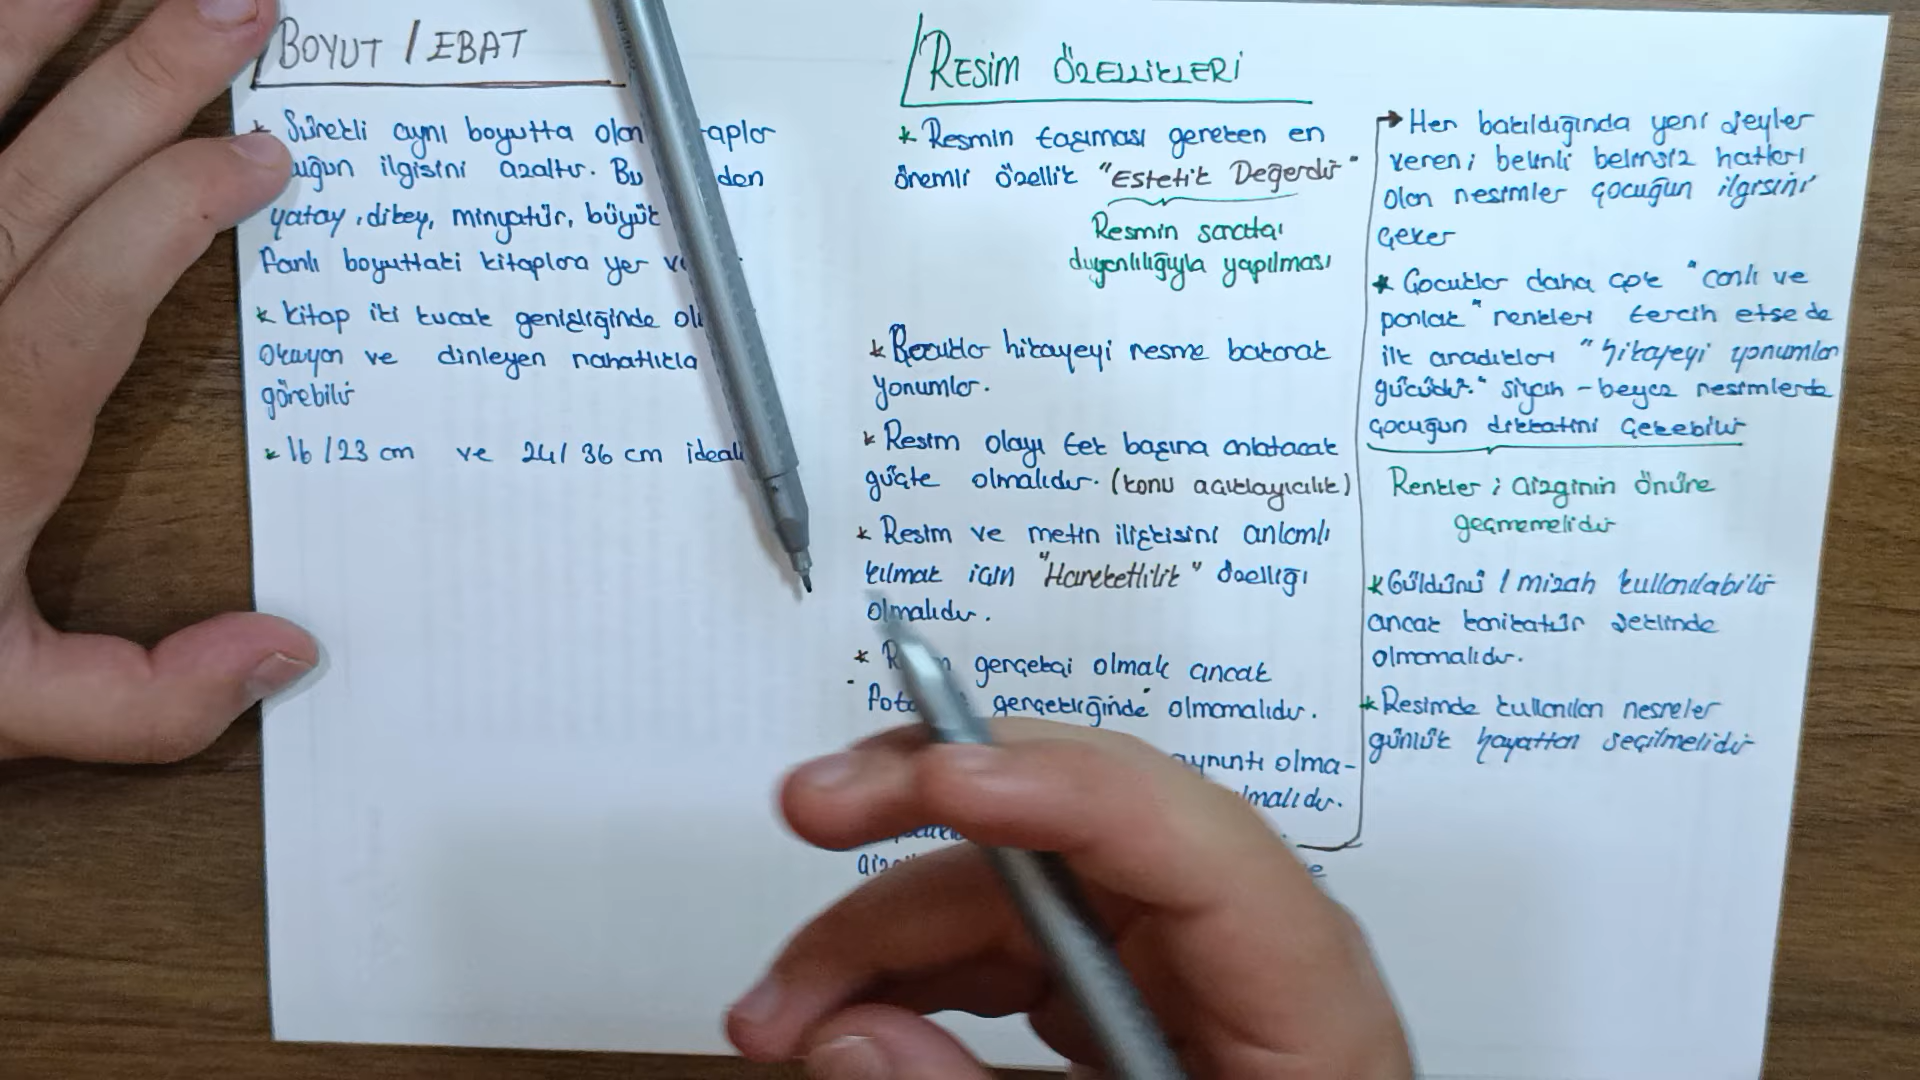 BOYUT / EBAT
* Sürekli aynı boyutta olan
ilgisini azaltır. Bu
yatay, dikey, minyatür, büyük
farklı boyuttaki kitaplara yer
* Kitap iki kucak genişliğinde
Okuyan ve dinleyen rahatlıkla
görebilir
* 16/23 cm ve 24/36 cm ideal
RESİM ÖZELLİKLERİ
* Resmin taşıması gereken en
önemli özellik "Estetik Değerdir"
Resmin sanatçı
duyarlılığıyla yapılması
* Çocuklar hikayeyi resme bakarak
yorumlar.
* Resim olayı tek başına anlatacak
güçte olmalıdır. (konu açıklayıcılık)
* Resim ve metin ilişkisini anlamlı
kılmak için "Hareketlilik" özelliği
olmalıdır.
* gerçekçi olmalı ancak
gerçekliğinde olmamalıdır.
ayrıntı olma-
→ Her bakıldığında yeni şeyler
veren; belirli belirsiz hatları
olan resimler çocuğun ilgisini
çeker
* Çocuklar daha çok "canlı ve
parlak" renkleri tercih etse de
ilk aradıkları "hikayeyi yorumlar
gücüdür." siyah-beyaz resimlerde
çocuğun dikkatini çekebilir
Renkler; çizginin önüne
geçmemelidir
* Güldürü / mizah kullanılabilir
ancak karikatür şeklinde
olmamalıdır.
* Resimde kullanılan nesneler
günlük hayattan seçilmelidir